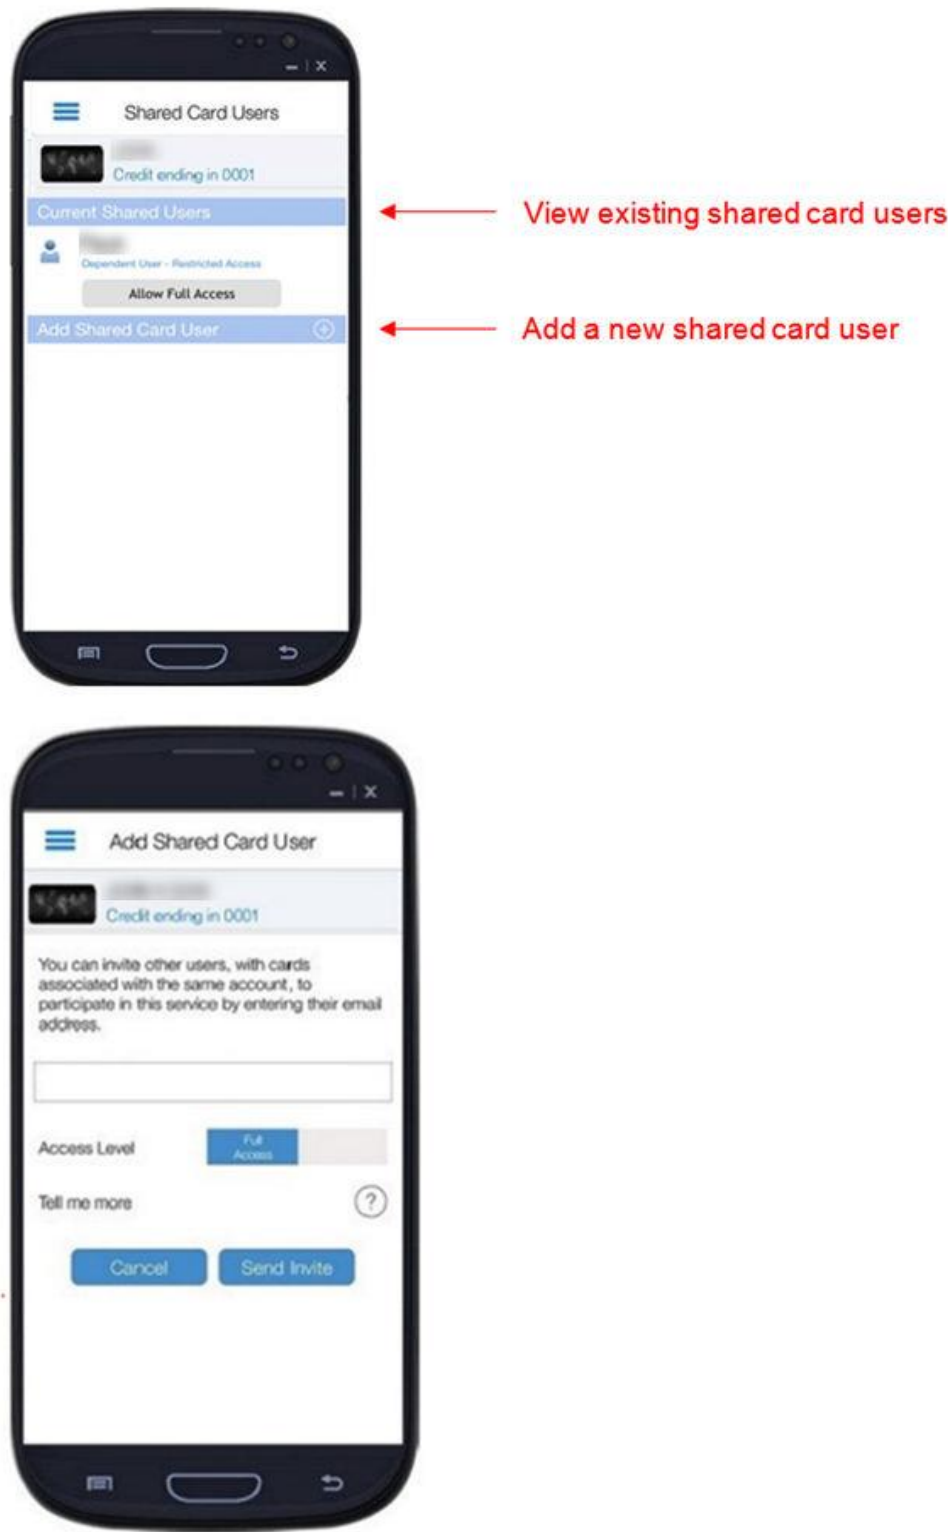 – | x
Shared Card Users
Credit ending in 0001
Current Shared Users
View existing shared card users
Dependent User - Restricted Access
Allow Full Access
Add Shared Card User
Add a new shared card user
– | x
Add Shared Card User
Credit ending in 0001
You can invite other users, with cards
associated with the same account, to
participate in this service by entering their email
address.
Access Level
Full
Access
Tell me more
?
Cancel
Send Invite